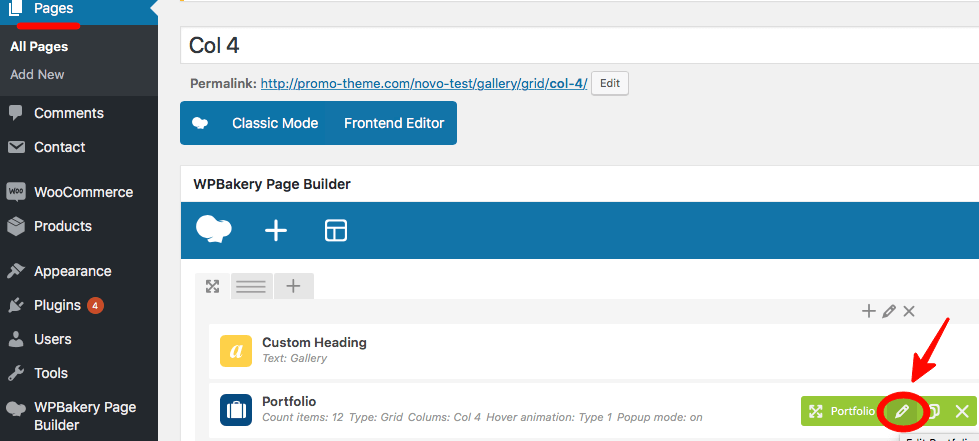 Pages
All Pages
Add New
Comments
Contact
WOO
WooCommerce
Products
Appearance
Plugins 4
Users
Tools
WPBakery Page
Builder
Col 4
Permalink: http://promo-theme.com/novo-test/gallery/grid/col-4/ Edit
Classic Mode Frontend Editor
WPBakery Page Builder
a
Custom Heading
Text: Gallery
Portfolio
Count items: 12 Type: Grid Colums: Col 4 Hover animation: Type 1 Popup mode: on
Portfolio
Edit Portfolio